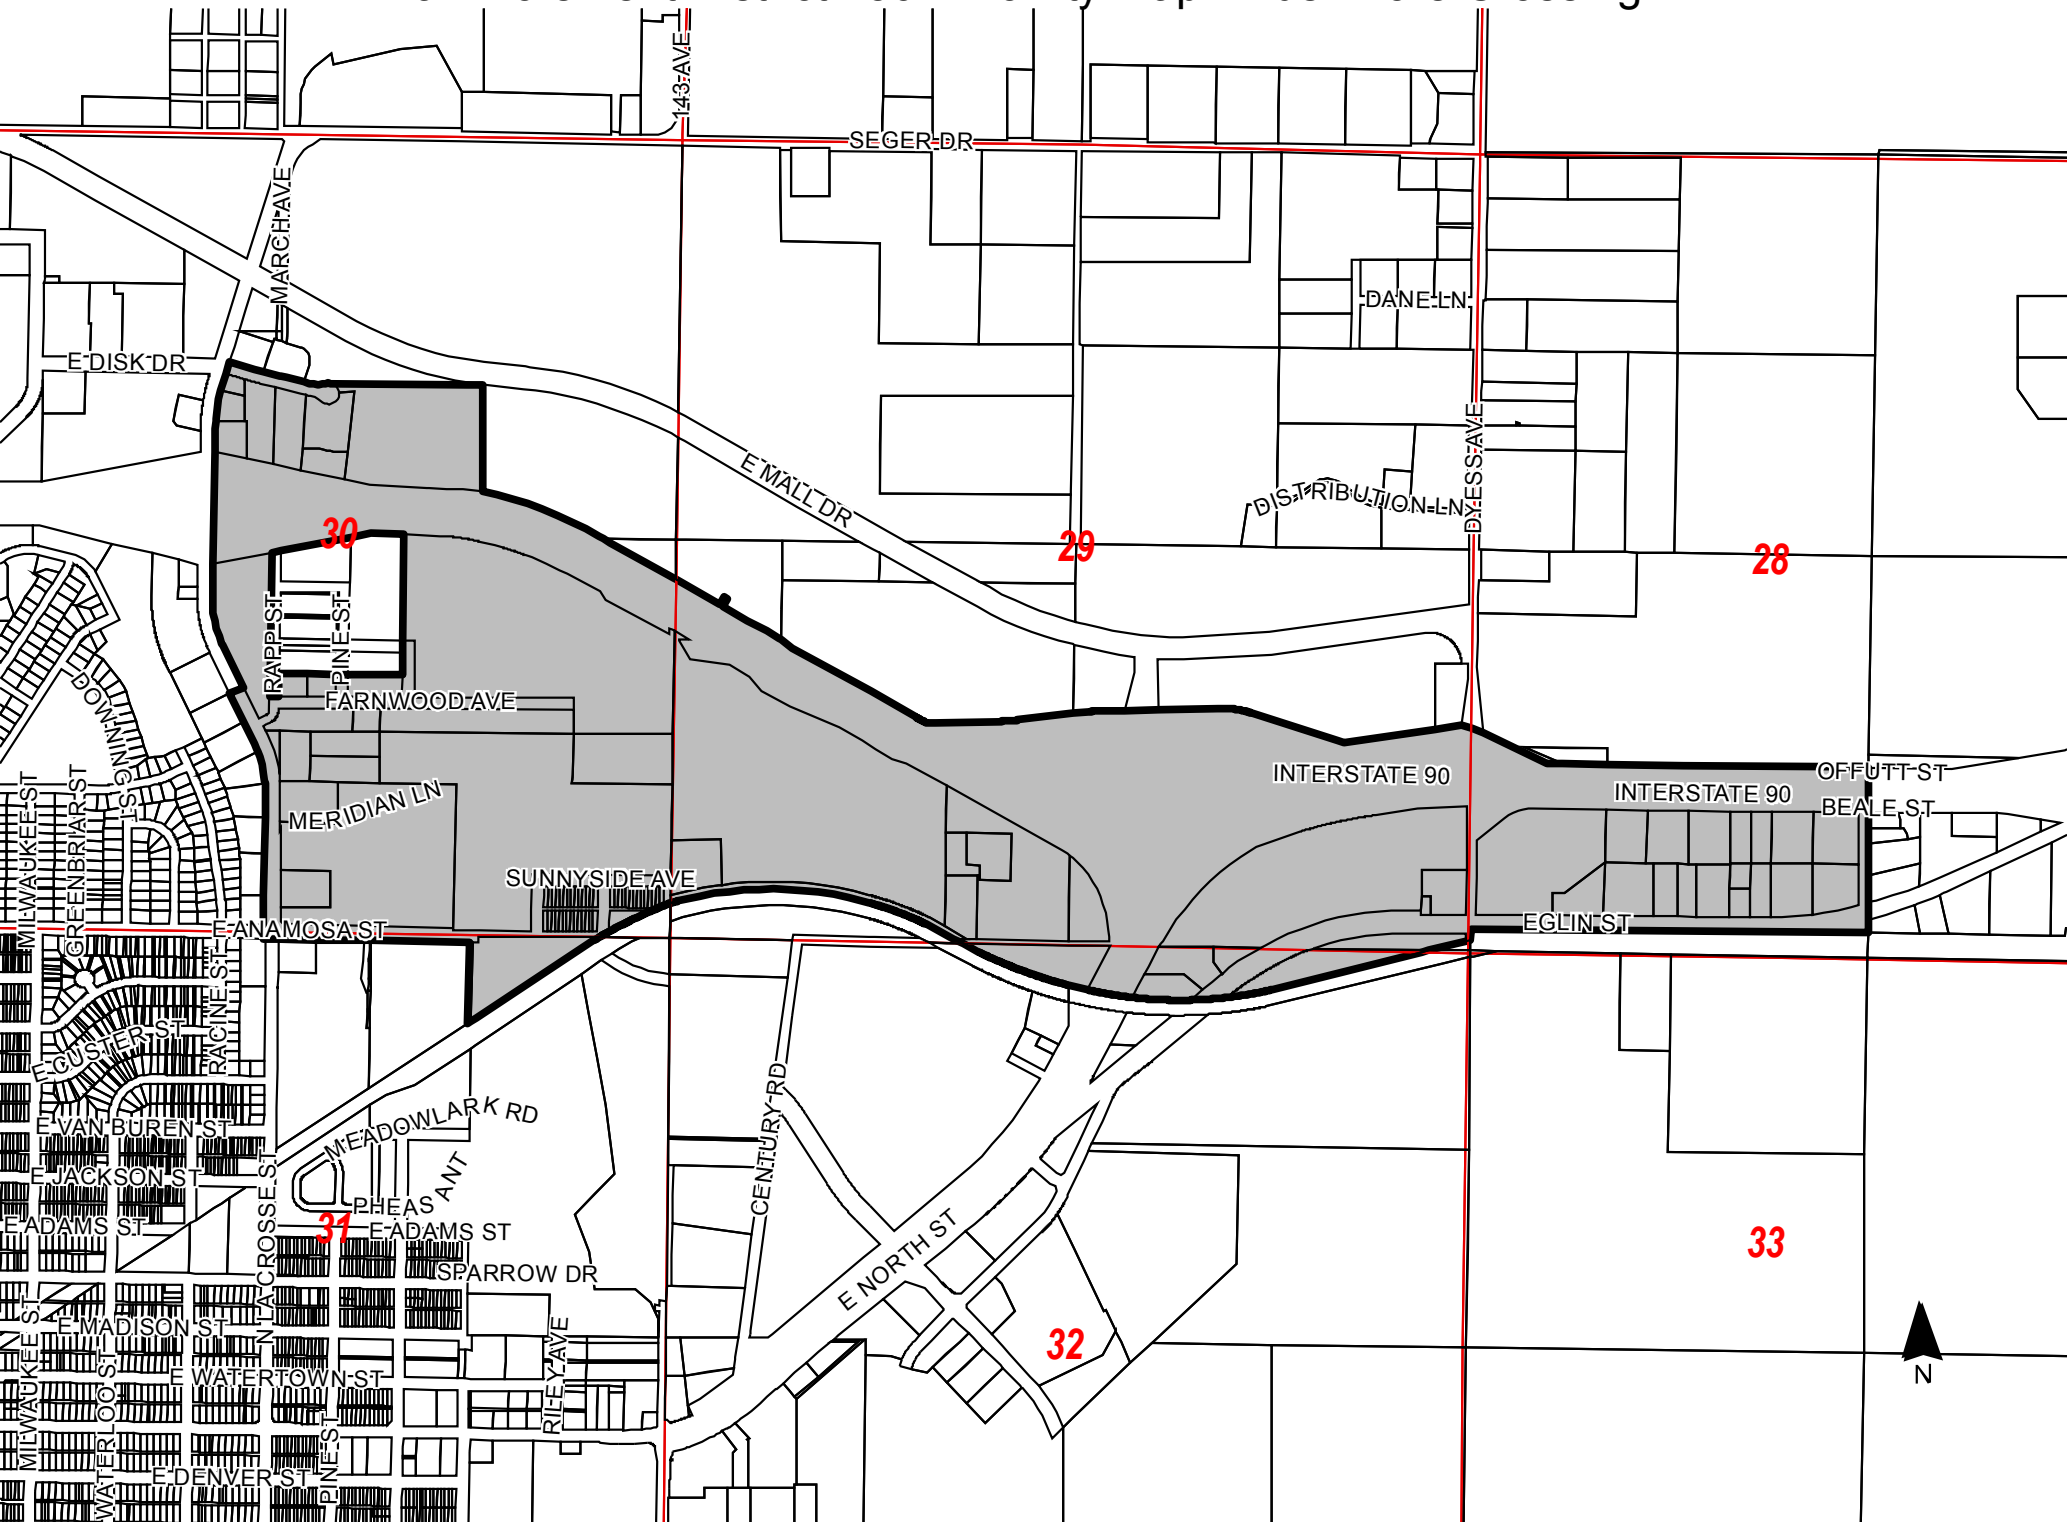 143 AVE
SEGER DR
MARCH AVE
DANE LN
E DISK DR
E MALL DR
DISTRIBUTION LN
DYESS AVE
30
29
28
RAPP ST
PINE ST
DOWNING ST
FARNWOOD AVE
INTERSTATE 90
INTERSTATE 90
OFFUTT ST
BEALE ST
MERIDIAN LN
MILWAUKEE ST
GREENBRIAR ST
SUNNYSIDE AVE
E ANAMOSA ST
EGLIN ST
RACINE ST
E CUSTER ST
CENTURY RD
MEADOWLARK RD
E VAN BUREN ST
E JACKSON ST
PHEASANT
E ADAMS ST
31
E ADAMS ST
N LACROSSE ST
E NORTH ST
33
SPARROW DR
E MADISON ST
MILWAUKEE ST
32
RILEY AVE
WATERLOO ST
E WATERTOWN ST
N
PINE ST
E DENVER ST